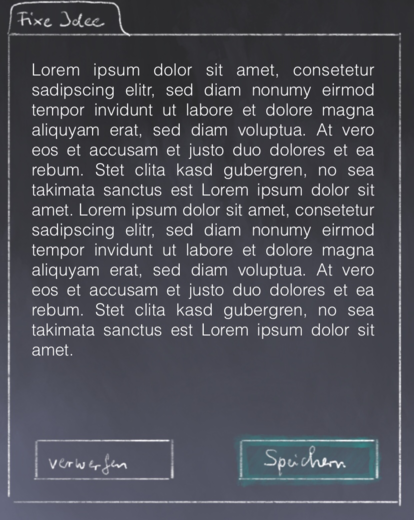 Fixe Idee
Lorem ipsum dolor sit amet, consetetur
sadipscing elitr, sed diam nonumy eirmod
tempor invidunt ut labore et dolore magna
aliquyam erat, sed diam voluptua. At vero
eos et accusam et justo duo dolores et ea
rebum. Stet clita kasd gubergren, no sea
takimata sanctus est Lorem ipsum dolor sit
amet. Lorem ipsum dolor sit amet, consetetur
sadipscing elitr, sed diam nonumy eirmod
tempor invidunt ut labore et dolore magna
aliquyam erat, sed diam voluptua. At vero
eos et accusam et justo duo dolores et ea
rebum. Stet clita kasd gubergren, no sea
takimata sanctus est Lorem ipsum dolor sit
amet.
verwerfen Speichern